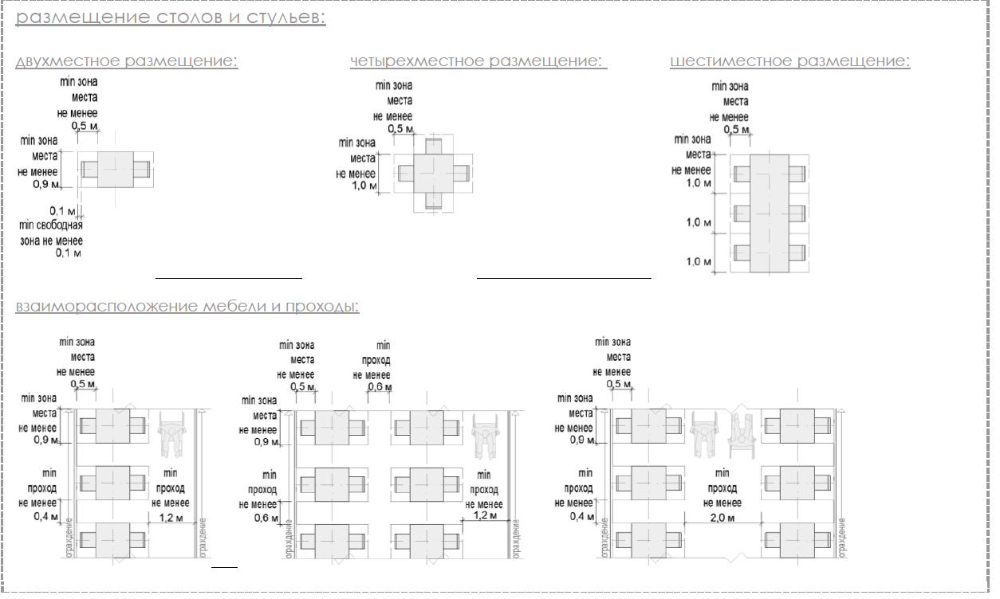 размещение столов и стульев:
двухместное размещение:
min зона
места
не менее
0,5 м
min зона
места
не менее
0,9 м
0,1 м
min свободная
зона не менее
0,1 м
четырехместное размещение:
min зона
места
не менее
0,5 м
min зона
места
не менее
1,0 м
шестиместное размещение:
min зона
места
не менее
0,5 м
min зона
места
не менее
1,0 м
1,0 м
1,0 м
взаиморасположение мебели и проходы:
min зона
места
не менее
0,5 м
min зона
места
не менее
0,9 м
min
проход
не менее
0,4 м
min
проход
не менее
1,2 м
ограждение
ограждение
min зона
места
не менее
0,5 м
min
проход
не менее
0,6 м
min зона
места
не менее
0,9 м
min
проход
не менее
0,6 м
min
проход
не менее
1,2 м
ограждение
ограждение
min зона
места
не менее
0,5 м
min зона
места
не менее
0,9 м
min
проход
не менее
0,4 м
min
проход
не менее
2,0 м
ограждение
ограждение